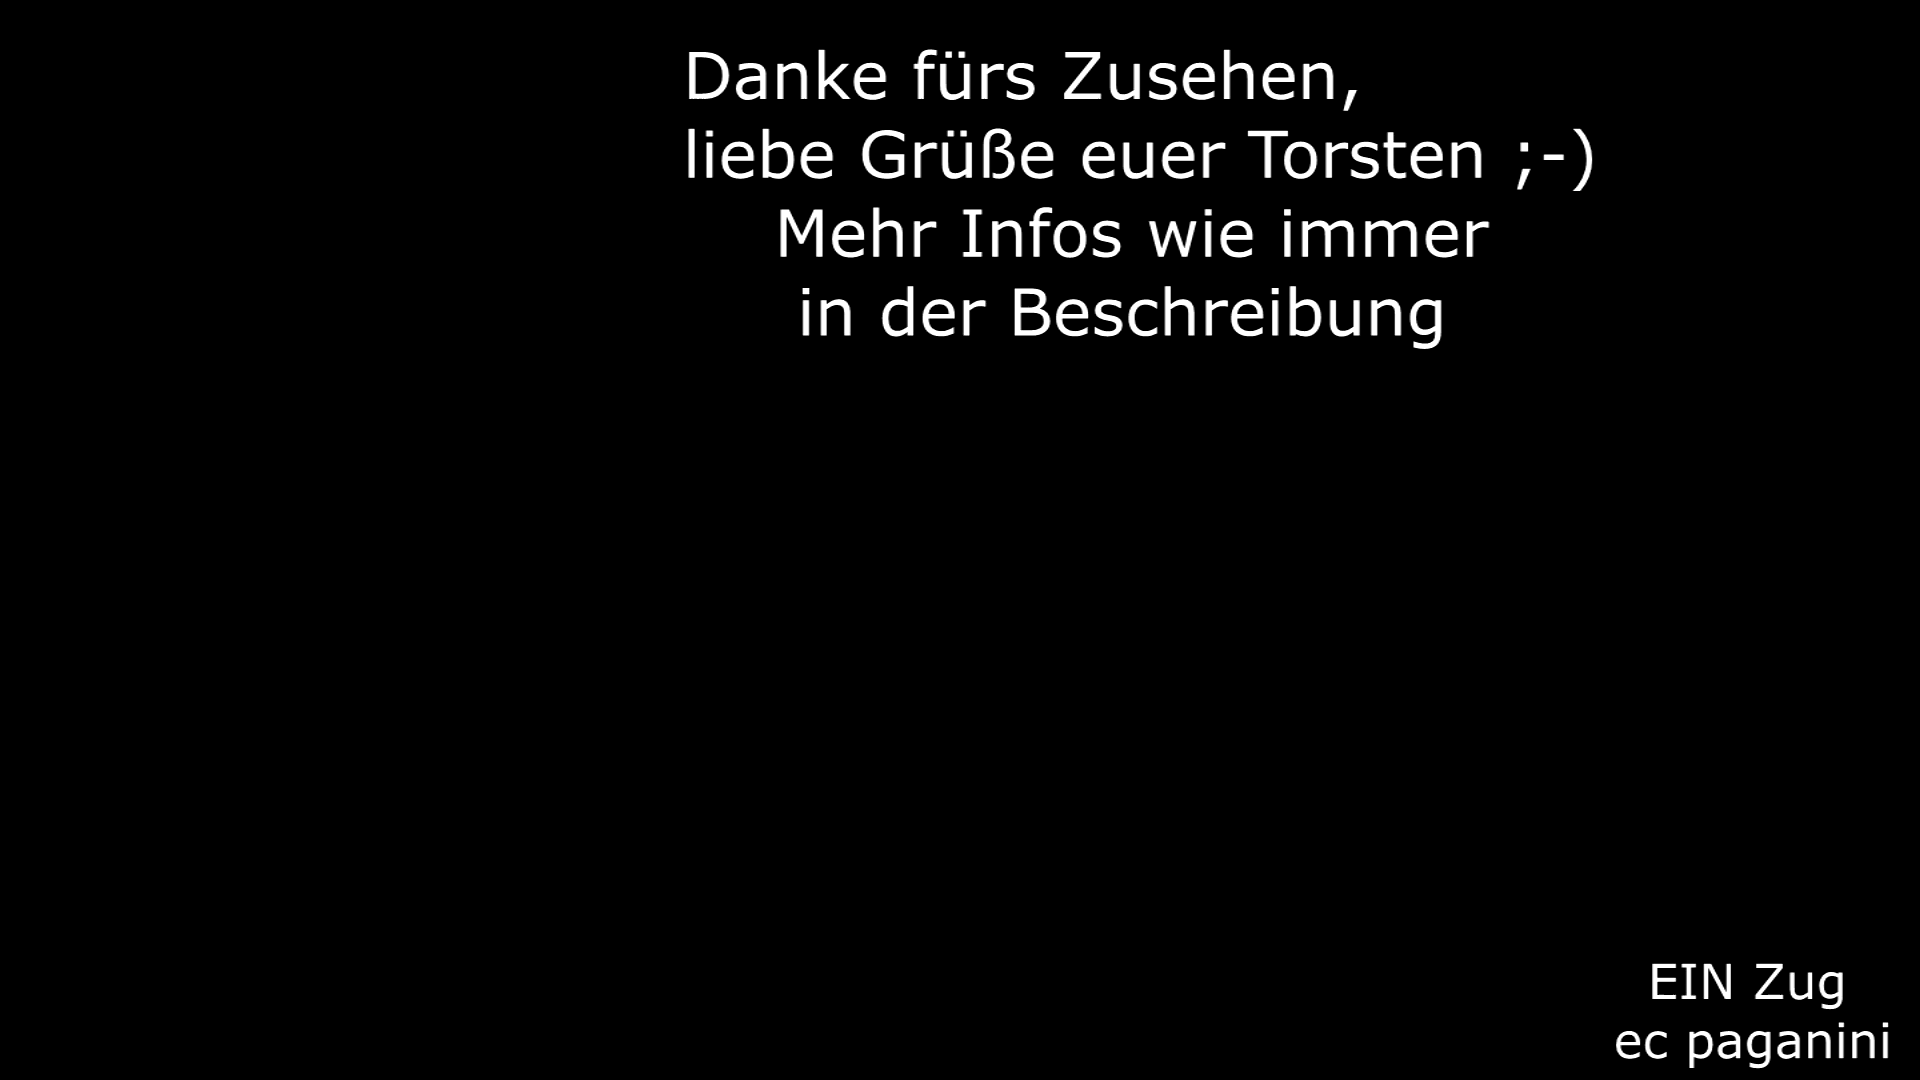 Danke fürs Zusehen,
liebe Grüße euer Torsten ;-)
Mehr Infos wie immer
in der Beschreibung
EIN Zug
ec paganini